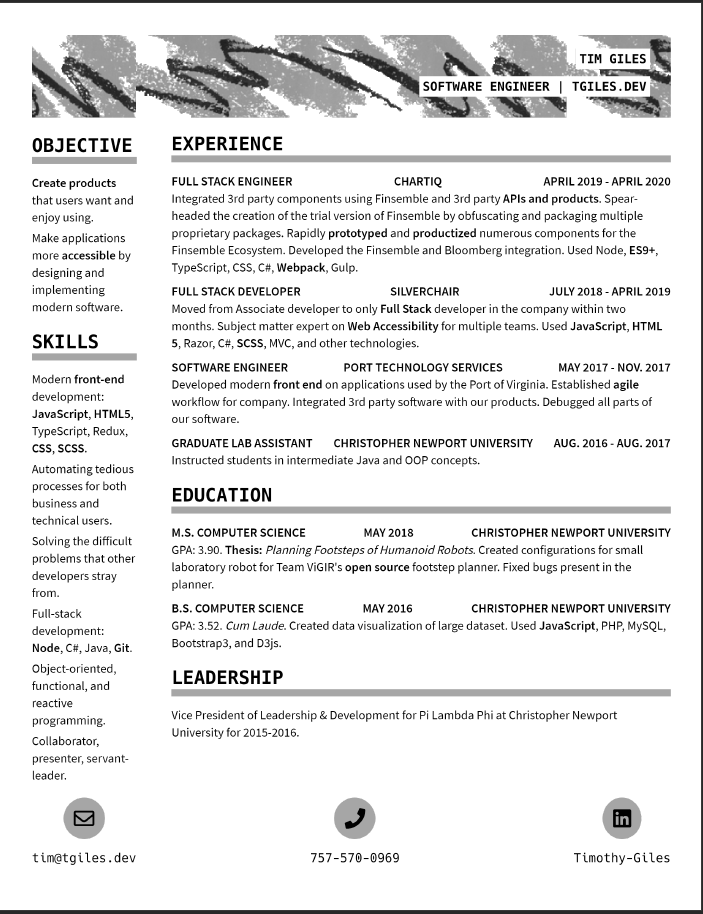 TIM GILES
SOFTWARE ENGINEER | TGILES.DEV
OBJECTIVE
Create products
that users want and
enjoy using.
Make applications
more accessible by
designing and
implementing
modern software.
SKILLS
Modern front-end
development:
JavaScript, HTML5,
TypeScript, Redux,
CSS, SCSS.
Automating tedious
processes for both
business and
technical users.
Solving the difficult
problems that other
developers stray
from.
Full-stack
development:
Node, C#, Java, Git.
Object-oriented,
functional, and
reactive
programming.
Collaborator,
presenter, servant-
leader.
EXPERIENCE
FULL STACK ENGINEER CHARTIQ APRIL 2019 - APRIL 2020
Integrated 3rd party components using Finsemble and 3rd party APIs and products. Spear-
headed the creation of the trial version of Finsemble by obfuscating and packaging multiple
proprietary packages. Rapidly prototyped and productized numerous components for the
Finsemble Ecosystem. Developed the Finsemble and Bloomberg integration. Used Node, ES9+,
TypeScript, CSS, C#, Webpack, Gulp.
FULL STACK DEVELOPER SILVERCHAIR JULY 2018 - APRIL 2019
Moved from Associate developer to only Full Stack developer in the company within two
months. Subject matter expert on Web Accessibility for multiple teams. Used JavaScript, HTML
5, Razor, C#, SCSS, MVC, and other technologies.
SOFTWARE ENGINEER PORT TECHNOLOGY SERVICES MAY 2017 - NOV. 2017
Developed modern front end on applications used by the Port of Virginia. Established agile
workflow for company. Integrated 3rd party software with our products. Debugged all parts of
our software.
GRADUATE LAB ASSISTANT CHRISTOPHER NEWPORT UNIVERSITY AUG. 2016 - AUG. 2017
Instructed students in intermediate Java and OOP concepts.
EDUCATION
M.S. COMPUTER SCIENCE MAY 2018 CHRISTOPHER NEWPORT UNIVERSITY
GPA: 3.90. Thesis: Planning Footsteps of Humanoid Robots. Created configurations for small
laboratory robot for Team ViGIR's open source footstep planner. Fixed bugs present in the
planner.
B.S. COMPUTER SCIENCE MAY 2016 CHRISTOPHER NEWPORT UNIVERSITY
GPA: 3.52. Cum Laude. Created data visualization of large dataset. Used JavaScript, PHP, MySQL,
Bootstrap3, and D3js.
LEADERSHIP
Vice President of Leadership & Development for Pi Lambda Phi at Christopher Newport
University for 2015-2016.
tim@tgiles.dev 757-570-0969 Timothy-Giles